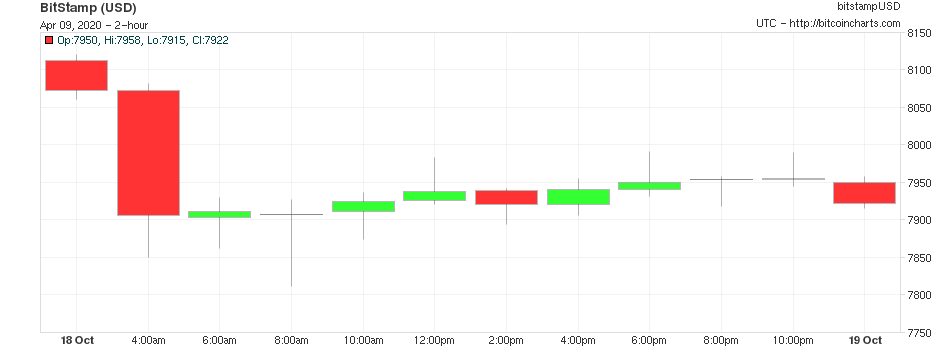 BitStamp (USD)
bitstampUSD
Apr 09, 2020 - 2-hour
UTC - http://bitcoincharts.com
Op:7950, Hi:7958, Lo:7915, Cl:7922
8150
8100
8050
8000
7950
7900
7850
7800
7750
18 Oct 4:00am 6:00am 8:00am 10:00am 12:00pm 2:00pm 4:00pm 6:00pm 8:00pm 10:00pm 19 Oct